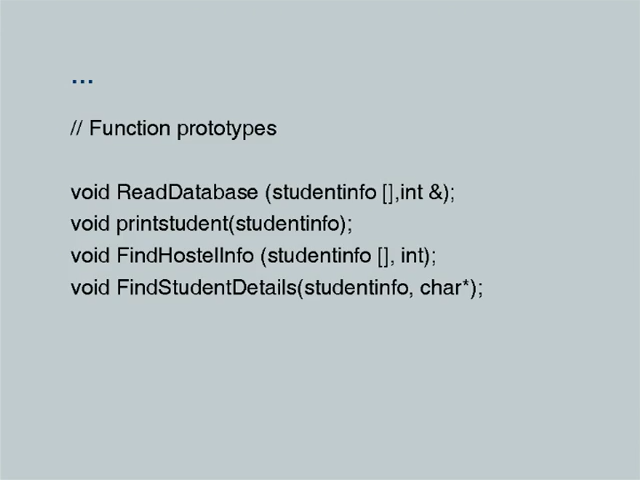 ...
// Function prototypes
void ReadDatabase (studentinfo [],int &);
void printstudent(studentinfo);
void FindHostelInfo (studentinfo [], int);
void FindStudentDetails(studentinfo, char*);